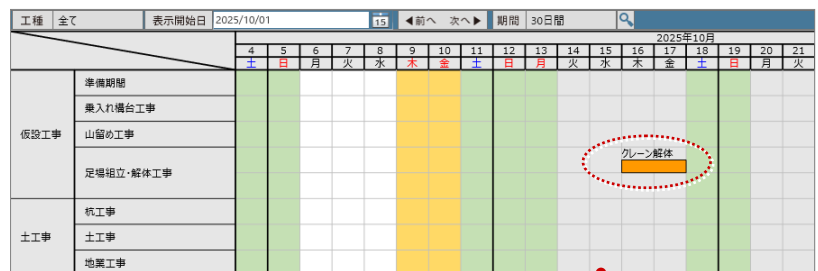 工種 全て 表示開始日 2025/10/01 15 ◀前へ 次へ▶ 期間 30日間
2025年10月
4 5 6 7 8 9 10 11 12 13 14 15 16 17 18 19 20 21
土 日 月 火 水 木 金 土 日 月 火 水 木 金 土 日 月 火
準備期間
乗入れ構台工事
仮設工事 山留め工事
クレーン解体
足場組立・解体工事
杭工事
土工事 土工事
地業工事